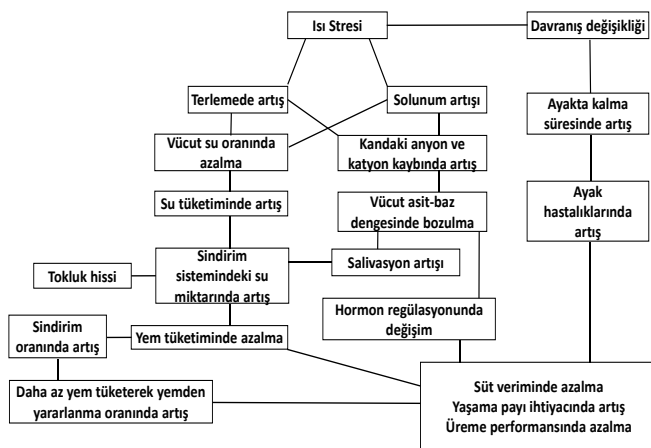 Isı Stresi
Davranış değişikliği
Terlemede artış
Solunum artışı
Ayakta kalma
süresinde artış
Vücut su oranında
azalma
Kandaki anyon ve
katyon kaybında artış
Su tüketiminde artış
Vücut asit-baz
dengesinde bozulma
Ayak
hastalıklarında
artış
Tokluk hissi
Sindirim
sistemindeki su
miktarında artış
Salivasyon artışı
Hormon regülasyonunda
değişim
Sindirim
oranında artış
Yem tüketiminde azalma
Daha az yem tüketerek yemden
yararlanma oranında artış
Süt veriminde azalma
Yaşama payı ihtiyacında artış
Üreme performansında azalma